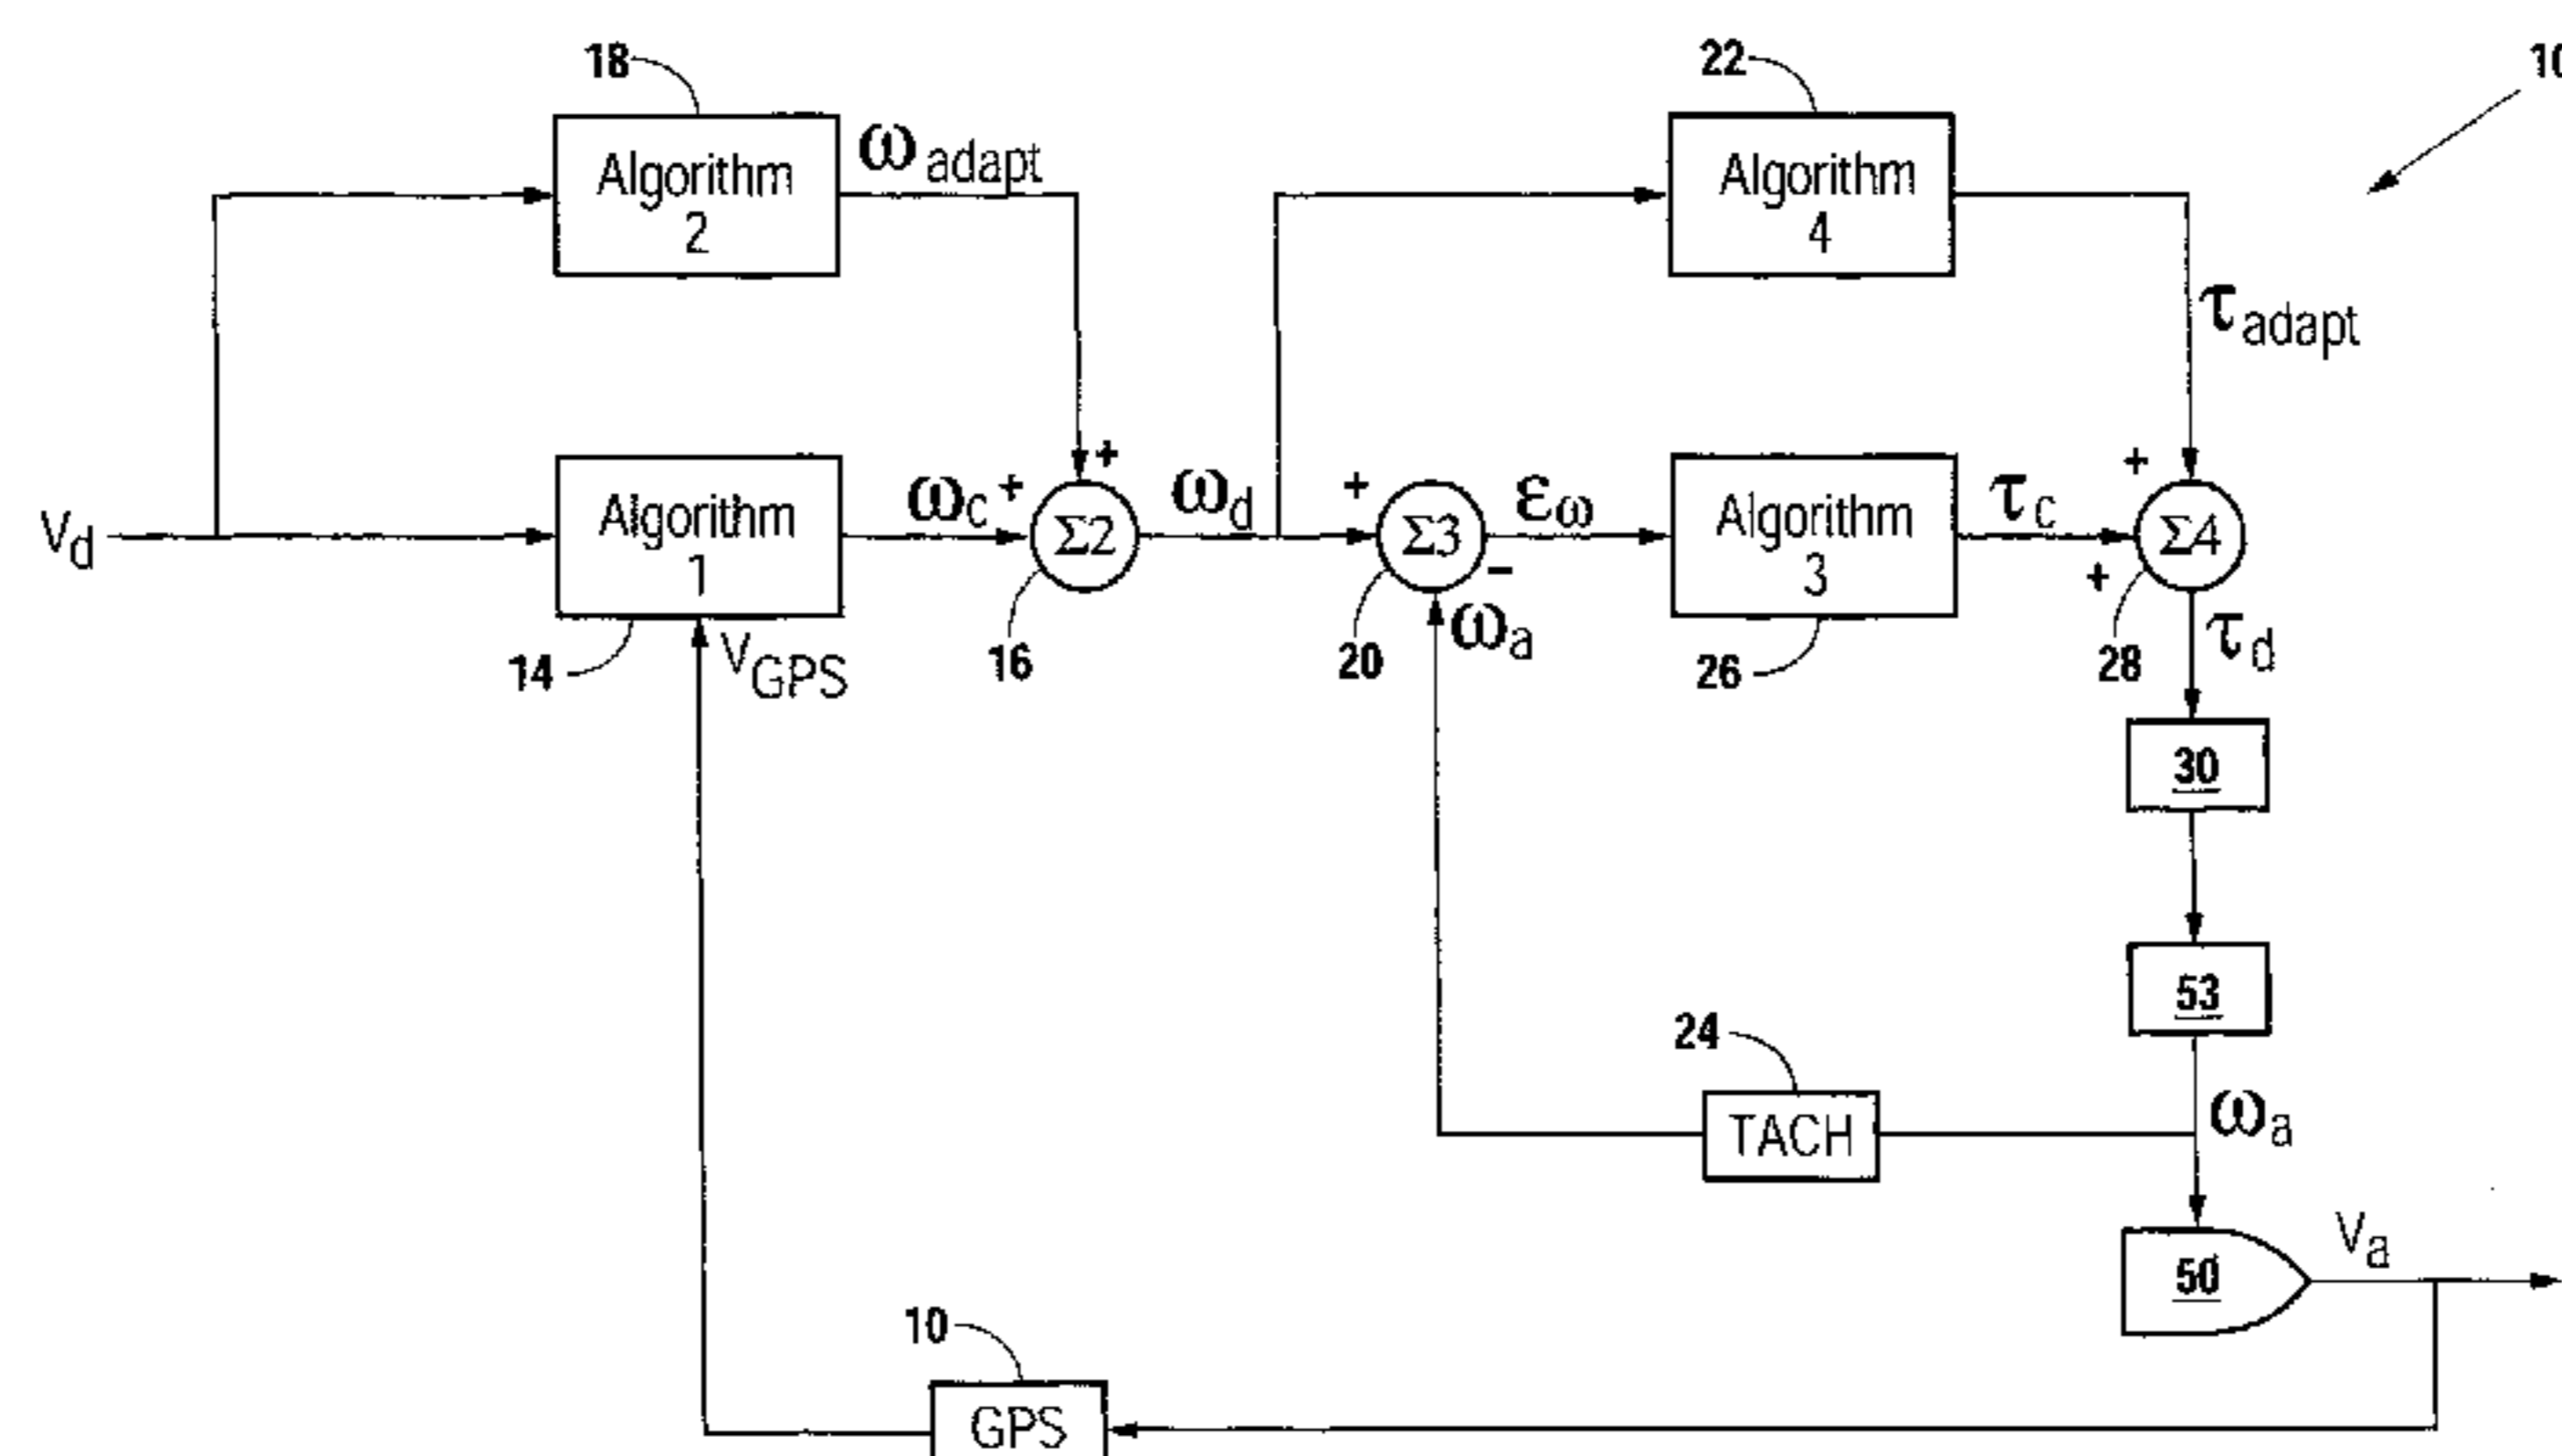 18
22
10
Algorithm
2
ω adapt
Algorithm
4
τ adapt
Vd
Algorithm
1
ωc
+
+
Σ2
ωd
+
Σ3
-
εω
Algorithm
3
τc
+
+
Σ4
14
VGPS
16
20
ωa
26
28
τd
30
53
24
TACH
ωa
50
Va
10
GPS